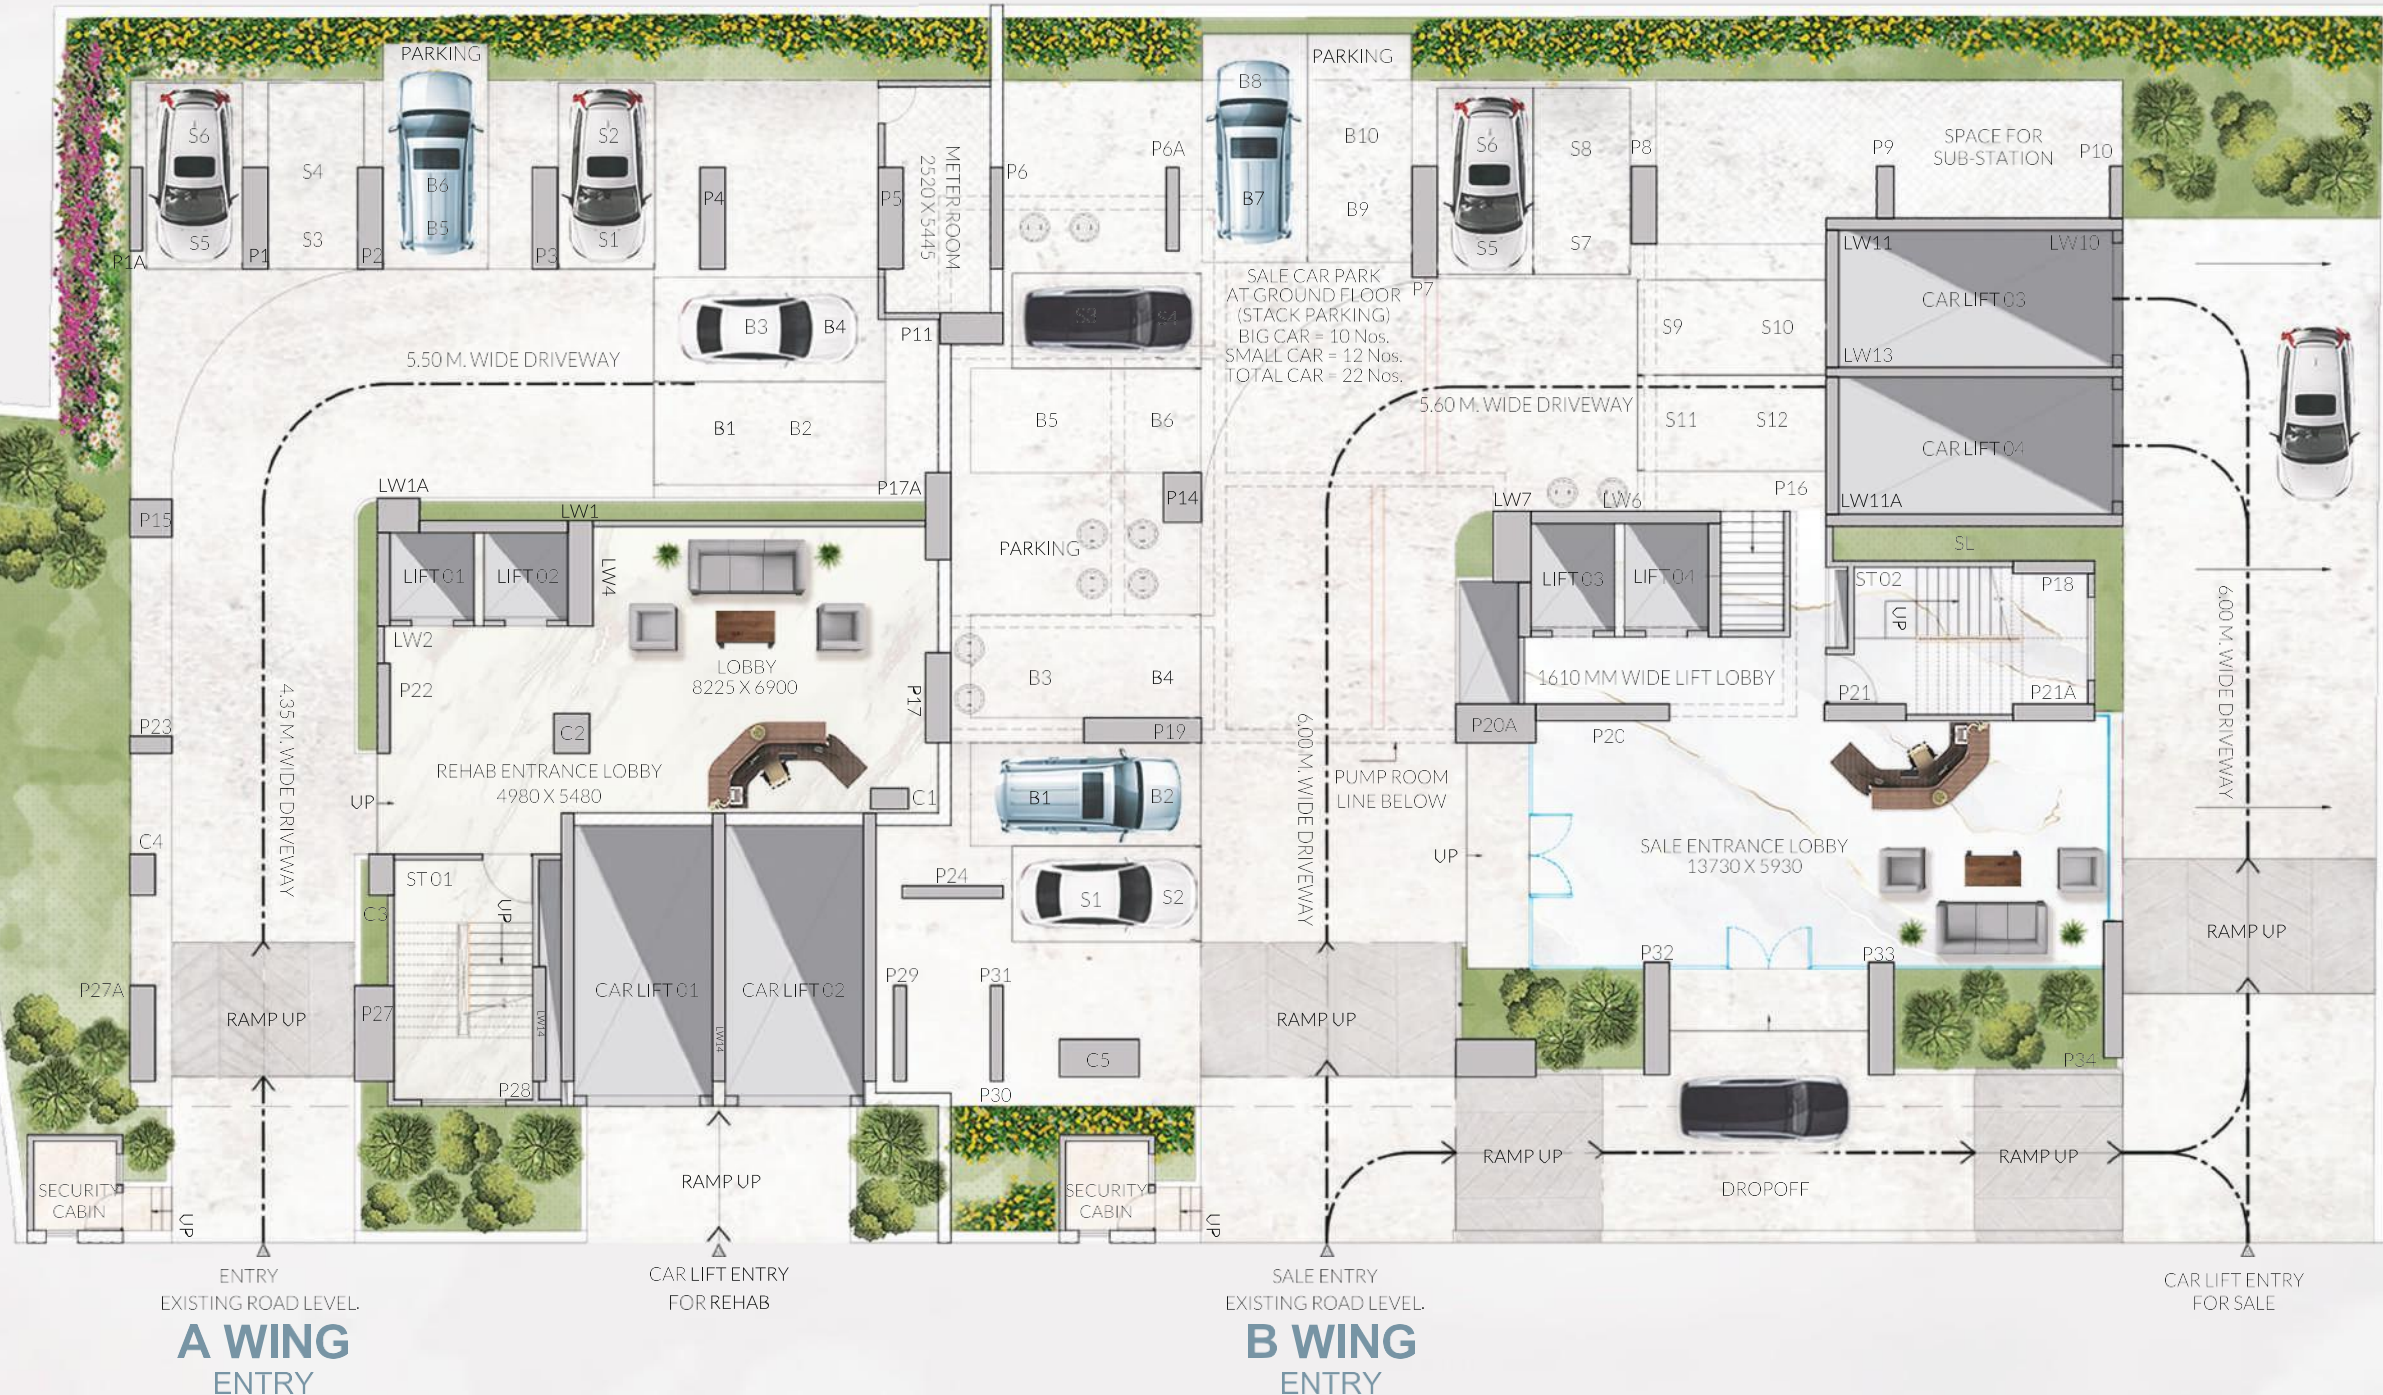 PARKING
S6
S4
B6
B5
S2
S5
S3
S1
P1A
P1
P2
P3
P4
P5
METER ROOM
2520 X 5445
P6
P6A
B8
B7
PARKING
B10
B9
S6
S5
S8
S7
P7
P8
P9
P10
SPACE FOR
SUB-STATION
LW11
LW10
CAR LIFT 03
LW13
CAR LIFT 04
LW11A
B3
B4
P11
S3
S4
SALE CAR PARK
AT GROUND FLOOR
(STACK PARKING)
BIG CAR = 10 Nos.
SMALL CAR = 12 Nos.
TOTAL CAR = 22 Nos.
S9
S10
5.50 M. WIDE DRIVEWAY
5.60 M. WIDE DRIVEWAY
B1
B2
B5
B6
S11
S12
LW1A
LW1
P17A
P14
LW7
LW6
P16
P15
LIFT 01
LIFT 02
LW4
PARKING
LIFT 03
LIFT 04
SL
ST 02
UP
P18
LW2
P22
LOBBY
8225 X 6900
P17
B3
B4
1610 MM WIDE LIFT LOBBY
P21
P21A
6.00 M. WIDE DRIVEWAY
4.35 M. WIDE DRIVEWAY
P23
C2
P19
P20A
P20
REHAB ENTRANCE LOBBY
4980 X 5480
UP
C1
B1
B2
6.00 M. WIDE DRIVEWAY
PUMP ROOM
LINE BELOW
UP
SALE ENTRANCE LOBBY
13730 X 5930
C4
ST 01
UP
C3
P24
S1
S2
RAMP UP
P32
P33
P27A
RAMP UP
P27
LW14
CAR LIFT 01
LW14
CAR LIFT 02
P29
P31
RAMP UP
P28
P30
C5
P34
SECURITY
CABIN
UP
RAMP UP
SECURITY
CABIN
UP
RAMP UP
DROPOFF
RAMP UP
ENTRY
EXISTING ROAD LEVEL.
A WING
ENTRY
CAR LIFT ENTRY
FOR REHAB
SALE ENTRY
EXISTING ROAD LEVEL.
B WING
ENTRY
CAR LIFT ENTRY
FOR SALE